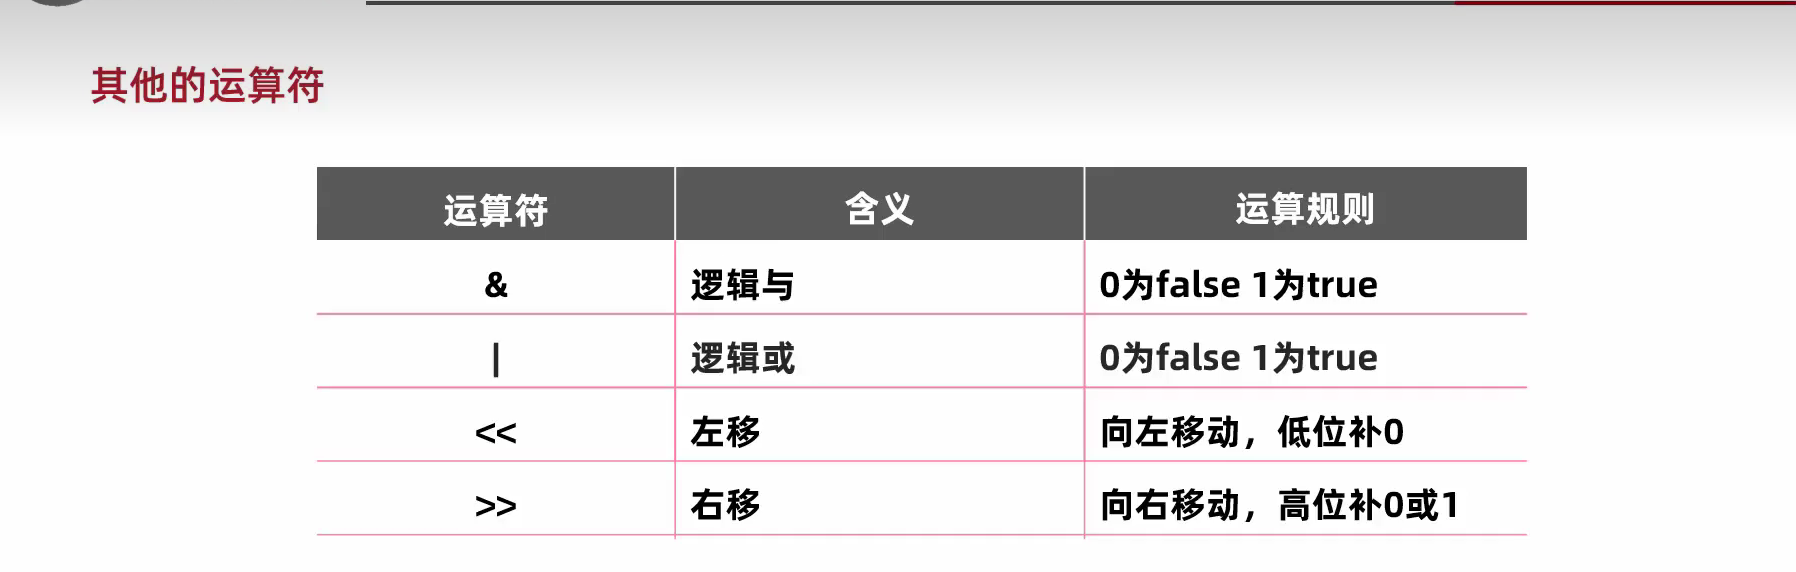 其他的运算符
运算符 含义 运算规则
& 逻辑与 0为false 1为true
| 逻辑或 0为false 1为true
<< 左移 向左移动，低位补0
>> 右移 向右移动，高位补0或1